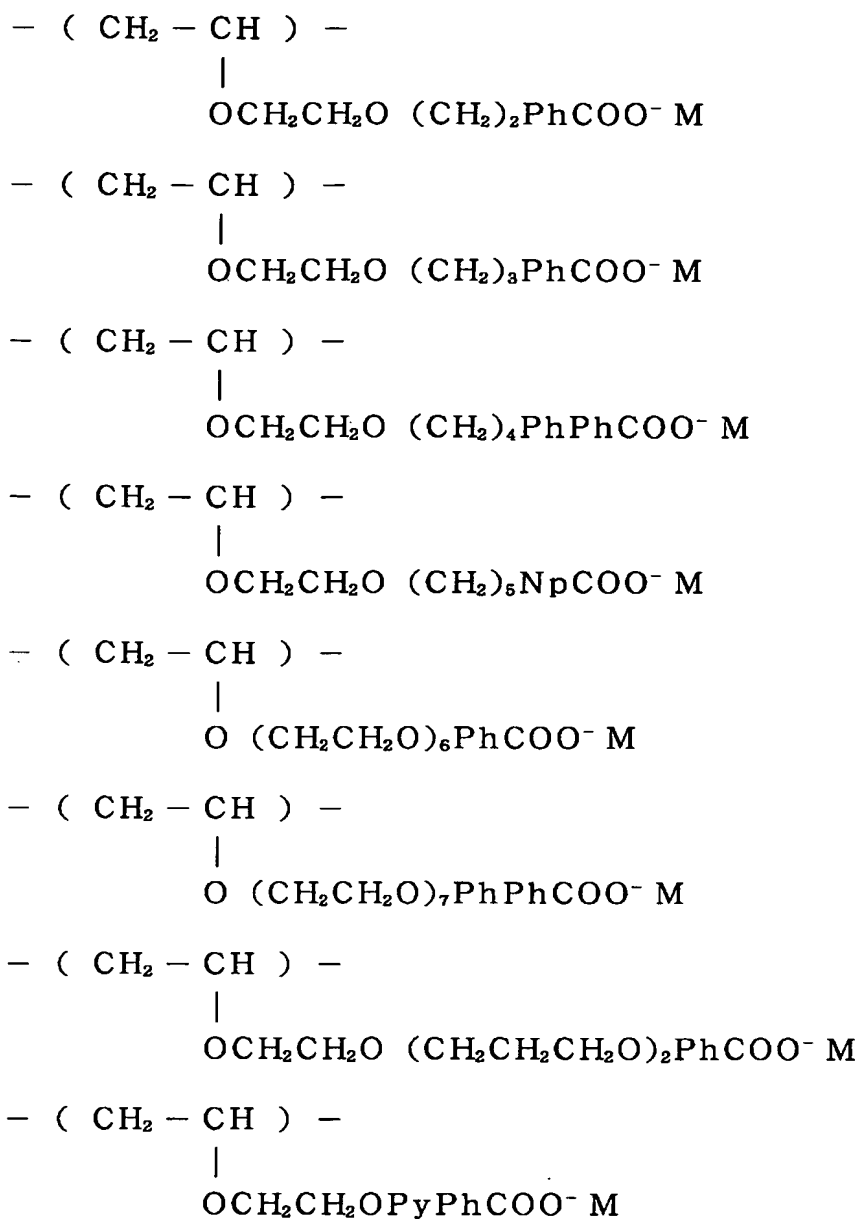 — ( CH₂ — CH ) —
|
OCH₂CH₂O (CH₂)₂PhCOO⁻ M
— ( CH₂ — CH ) —
|
OCH₂CH₂O (CH₂)₃PhCOO⁻ M
— ( CH₂ — CH ) —
|
OCH₂CH₂O (CH₂)₄PhPhCOO⁻ M
— ( CH₂ — CH ) —
|
OCH₂CH₂O (CH₂)₅NpCOO⁻ M
— ( CH₂ — CH ) —
|
O (CH₂CH₂O)₆PhCOO⁻ M
— ( CH₂ — CH ) —
|
O (CH₂CH₂O)₇PhPhCOO⁻ M
— ( CH₂ — CH ) —
|
OCH₂CH₂O (CH₂CH₂CH₂O)₂PhCOO⁻ M
— ( CH₂ — CH ) —
|
OCH₂CH₂OPyPhCOO⁻ M